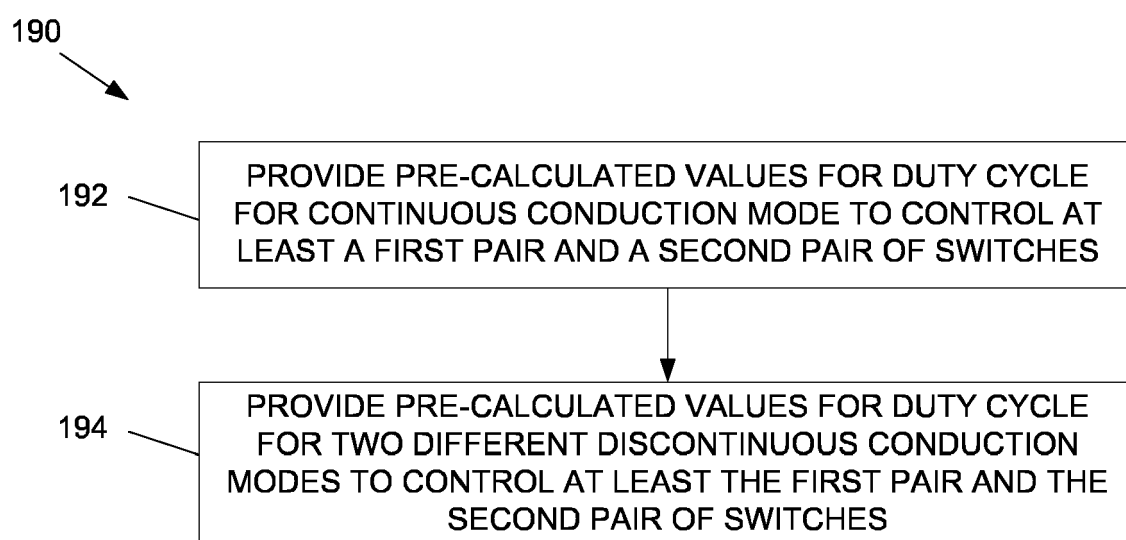 190
192
PROVIDE PRE-CALCULATED VALUES FOR DUTY CYCLE
FOR CONTINUOUS CONDUCTION MODE TO CONTROL AT
LEAST A FIRST PAIR AND A SECOND PAIR OF SWITCHES
194
PROVIDE PRE-CALCULATED VALUES FOR DUTY CYCLE
FOR TWO DIFFERENT DISCONTINUOUS CONDUCTION
MODES TO CONTROL AT LEAST THE FIRST PAIR AND THE
SECOND PAIR OF SWITCHES